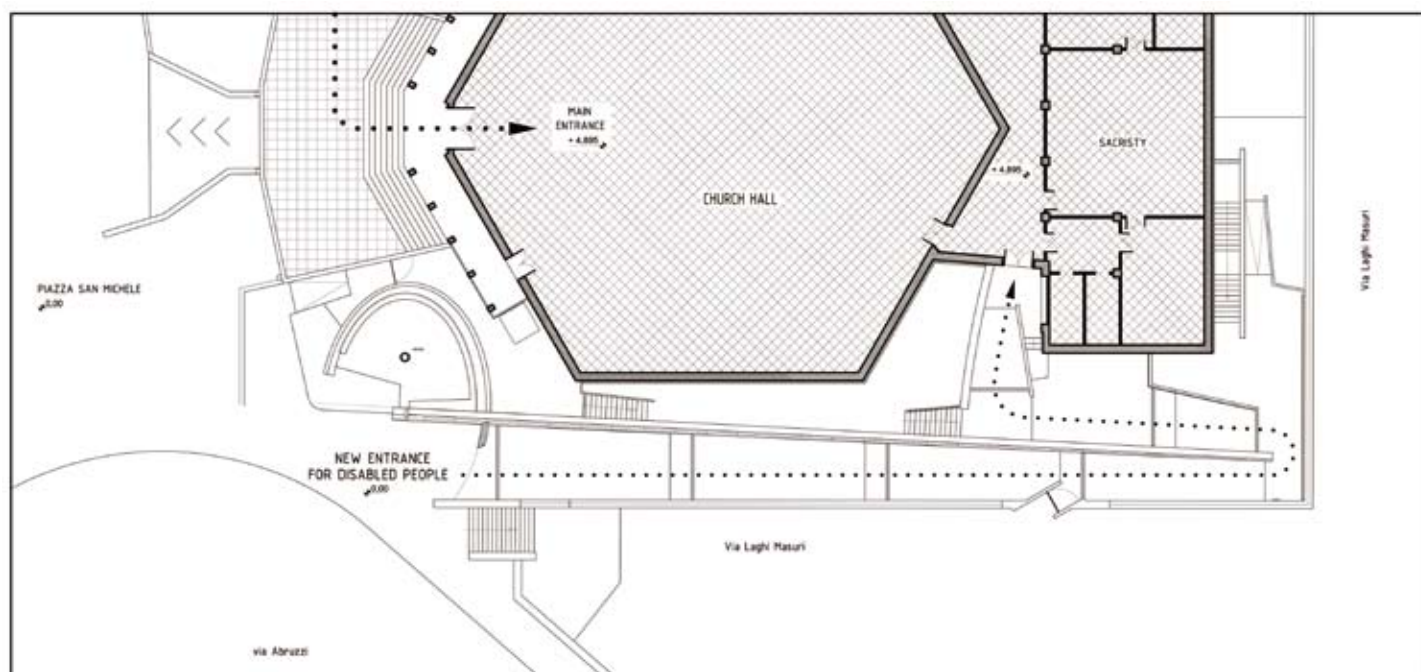 MAIN
ENTRANCE
+ 4,895
CHURCH HALL
+ 4,895
SACRISTY
Via Laghi Masuri
PIAZZA SAN MICHELE
0,00
NEW ENTRANCE
FOR DISABLED PEOPLE
0,00
Via Laghi Masuri
via Abruzzi